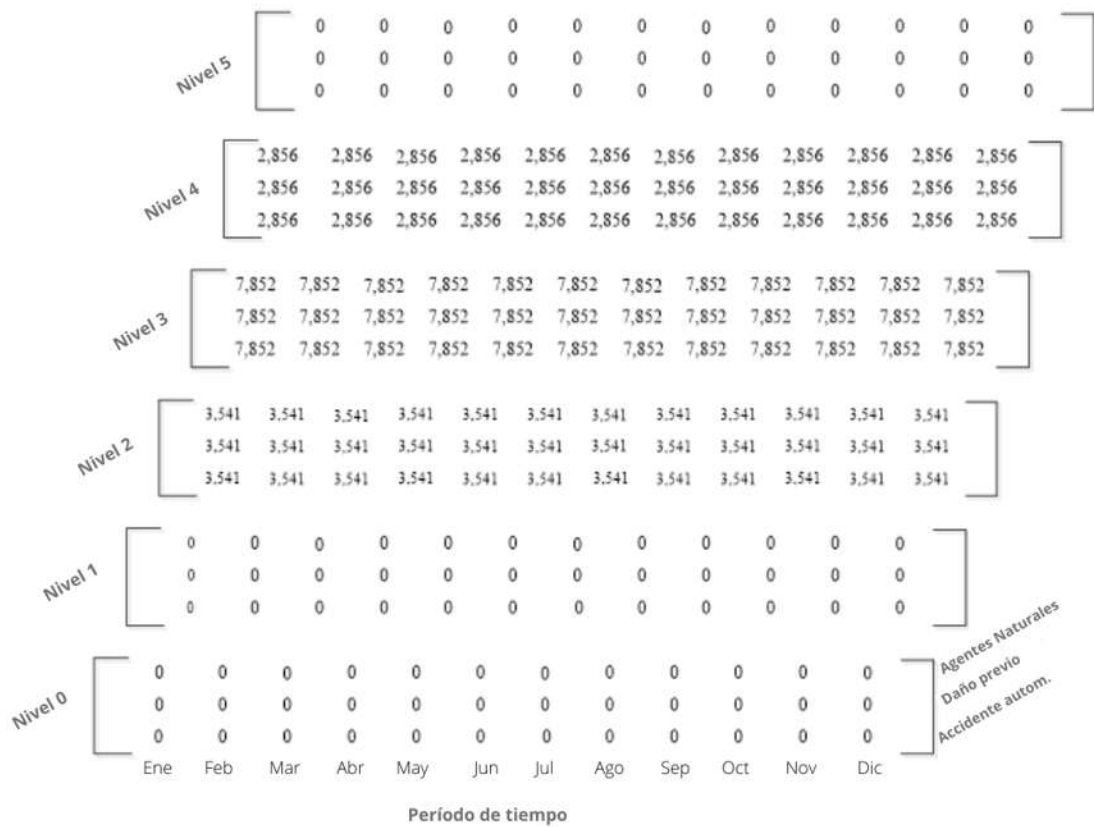 Nivel 5
0 0 0 0 0 0 0 0 0 0 0 0
0 0 0 0 0 0 0 0 0 0 0 0
0 0 0 0 0 0 0 0 0 0 0 0
Nivel 4
2,856 2,856 2,856 2,856 2,856 2,856 2,856 2,856 2,856 2,856 2,856 2,856
2,856 2,856 2,856 2,856 2,856 2,856 2,856 2,856 2,856 2,856 2,856 2,856
2,856 2,856 2,856 2,856 2,856 2,856 2,856 2,856 2,856 2,856 2,856 2,856
Nivel 3
7,852 7,852 7,852 7,852 7,852 7,852 7,852 7,852 7,852 7,852 7,852 7,852
7,852 7,852 7,852 7,852 7,852 7,852 7,852 7,852 7,852 7,852 7,852 7,852
7,852 7,852 7,852 7,852 7,852 7,852 7,852 7,852 7,852 7,852 7,852 7,852
Nivel 2
3,541 3,541 3,541 3,541 3,541 3,541 3,541 3,541 3,541 3,541 3,541 3,541
3,541 3,541 3,541 3,541 3,541 3,541 3,541 3,541 3,541 3,541 3,541 3,541
3,541 3,541 3,541 3,541 3,541 3,541 3,541 3,541 3,541 3,541 3,541 3,541
Nivel 1
0 0 0 0 0 0 0 0 0 0 0 0
0 0 0 0 0 0 0 0 0 0 0 0
0 0 0 0 0 0 0 0 0 0 0 0
Nivel 0
0 0 0 0 0 0 0 0 0 0 0 0
0 0 0 0 0 0 0 0 0 0 0 0
0 0 0 0 0 0 0 0 0 0 0 0
Agentes Naturales
Daño previo
Accidente autom.
Ene Feb Mar Abr May Jun Jul Ago Sep Oct Nov Dic
Período de tiempo